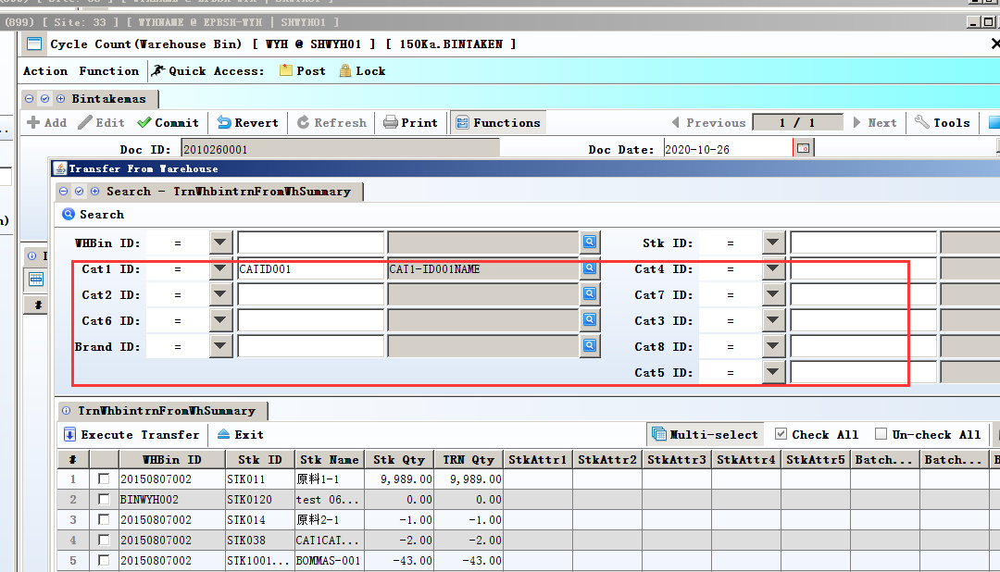 (899) [ Site: 33 ] [ WYHNAME @ EPBSH-WYH | SHWYH01 ]
Cycle Count(Warehouse Bin) [ WYH @ SHWYH01 ] [ 150Ka.BINTAKEN ]
Action Function Quick Access: Post Lock
Bintakemas
Add Edit Commit Revert Refresh Print Functions Previous 1 / 1 Next Tools
Doc ID: 2010260001 Doc Date: 2020-10-26
Transfer From Warehouse
Search - TrnWhbintrnFromWhSummary
Search
WHBin ID: = Stk ID: =
Cat1 ID: = CATID001 CAT1-ID001NAME Cat4 ID: =
Cat2 ID: = Cat7 ID: =
Cat6 ID: = Cat3 ID: =
Brand ID: = Cat8 ID: =
Cat5 ID: =
TrnWhbintrnFromWhSummary
Execute Transfer Exit Multi-select Check All Un-check All
# WHBin ID Stk ID Stk Name Stk Qty TRN Qty StkAttr1 StkAttr2 StkAttr3 StkAttr4 StkAttr5 Batch... Batch...
1 20150807002 STK011 原料1-1 9,989.00 9,989.00
2 BINWYH002 STK0120 test 06... 0.00 0.00
3 20150807002 STK014 原料2-1 -1.00 -1.00
4 20150807002 STK038 CAT1CAT... -2.00 -2.00
5 20150807002 STK1001... BOMMAS-001 -43.00 -43.00